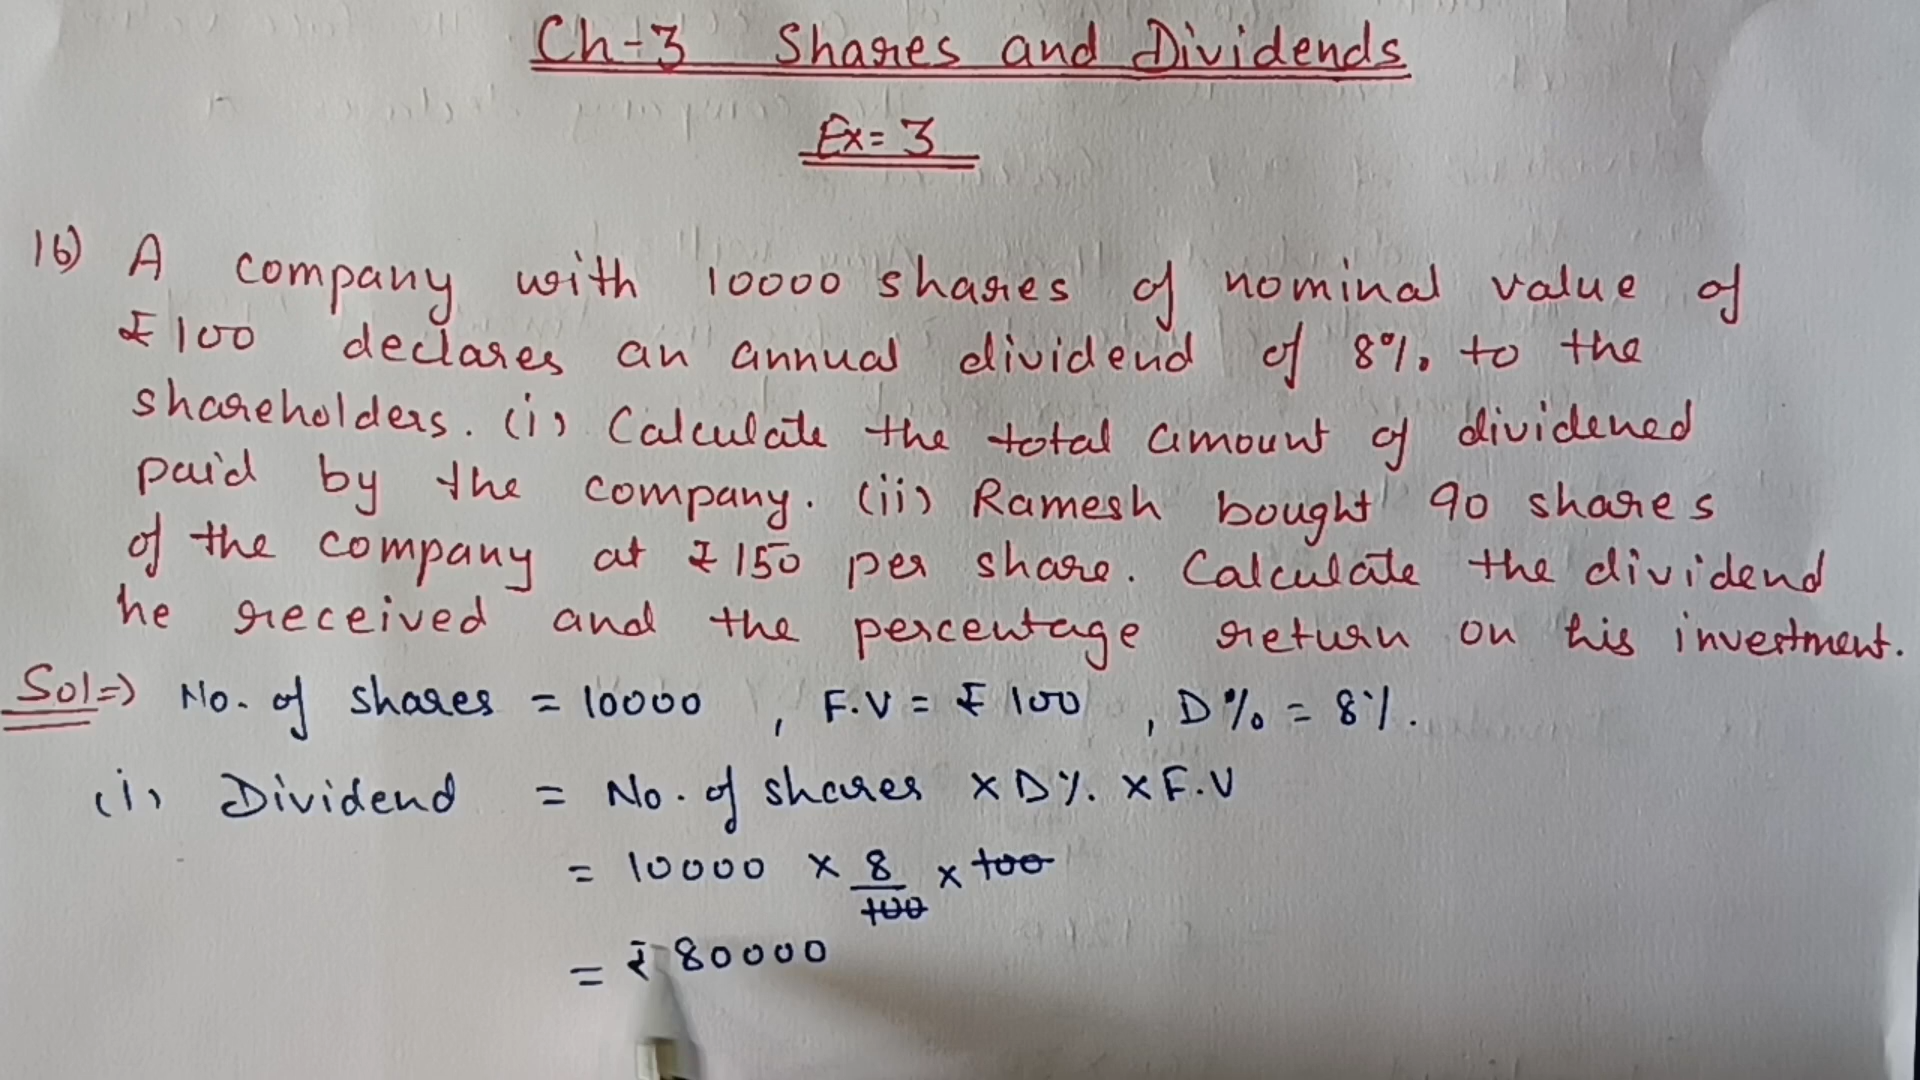 Ch-3 Shares and Dividends
Ex=3
16) A company with 10000 shares of nominal value of
₹100 declares an annual dividend of 8% to the
shareholders. (i) Calculate the total amount of dividened
paid by the company. (ii) Ramesh bought 90 shares
of the company at ₹150 per share. Calculate the dividend
he received and the percentage return on his investment.
Sol=> No. of shares = 10000, F.V = ₹100, D% = 8%.
(i) Dividend = No. of shares × D% × F.V
= 10000 × 8/100 × 100
= ₹80000